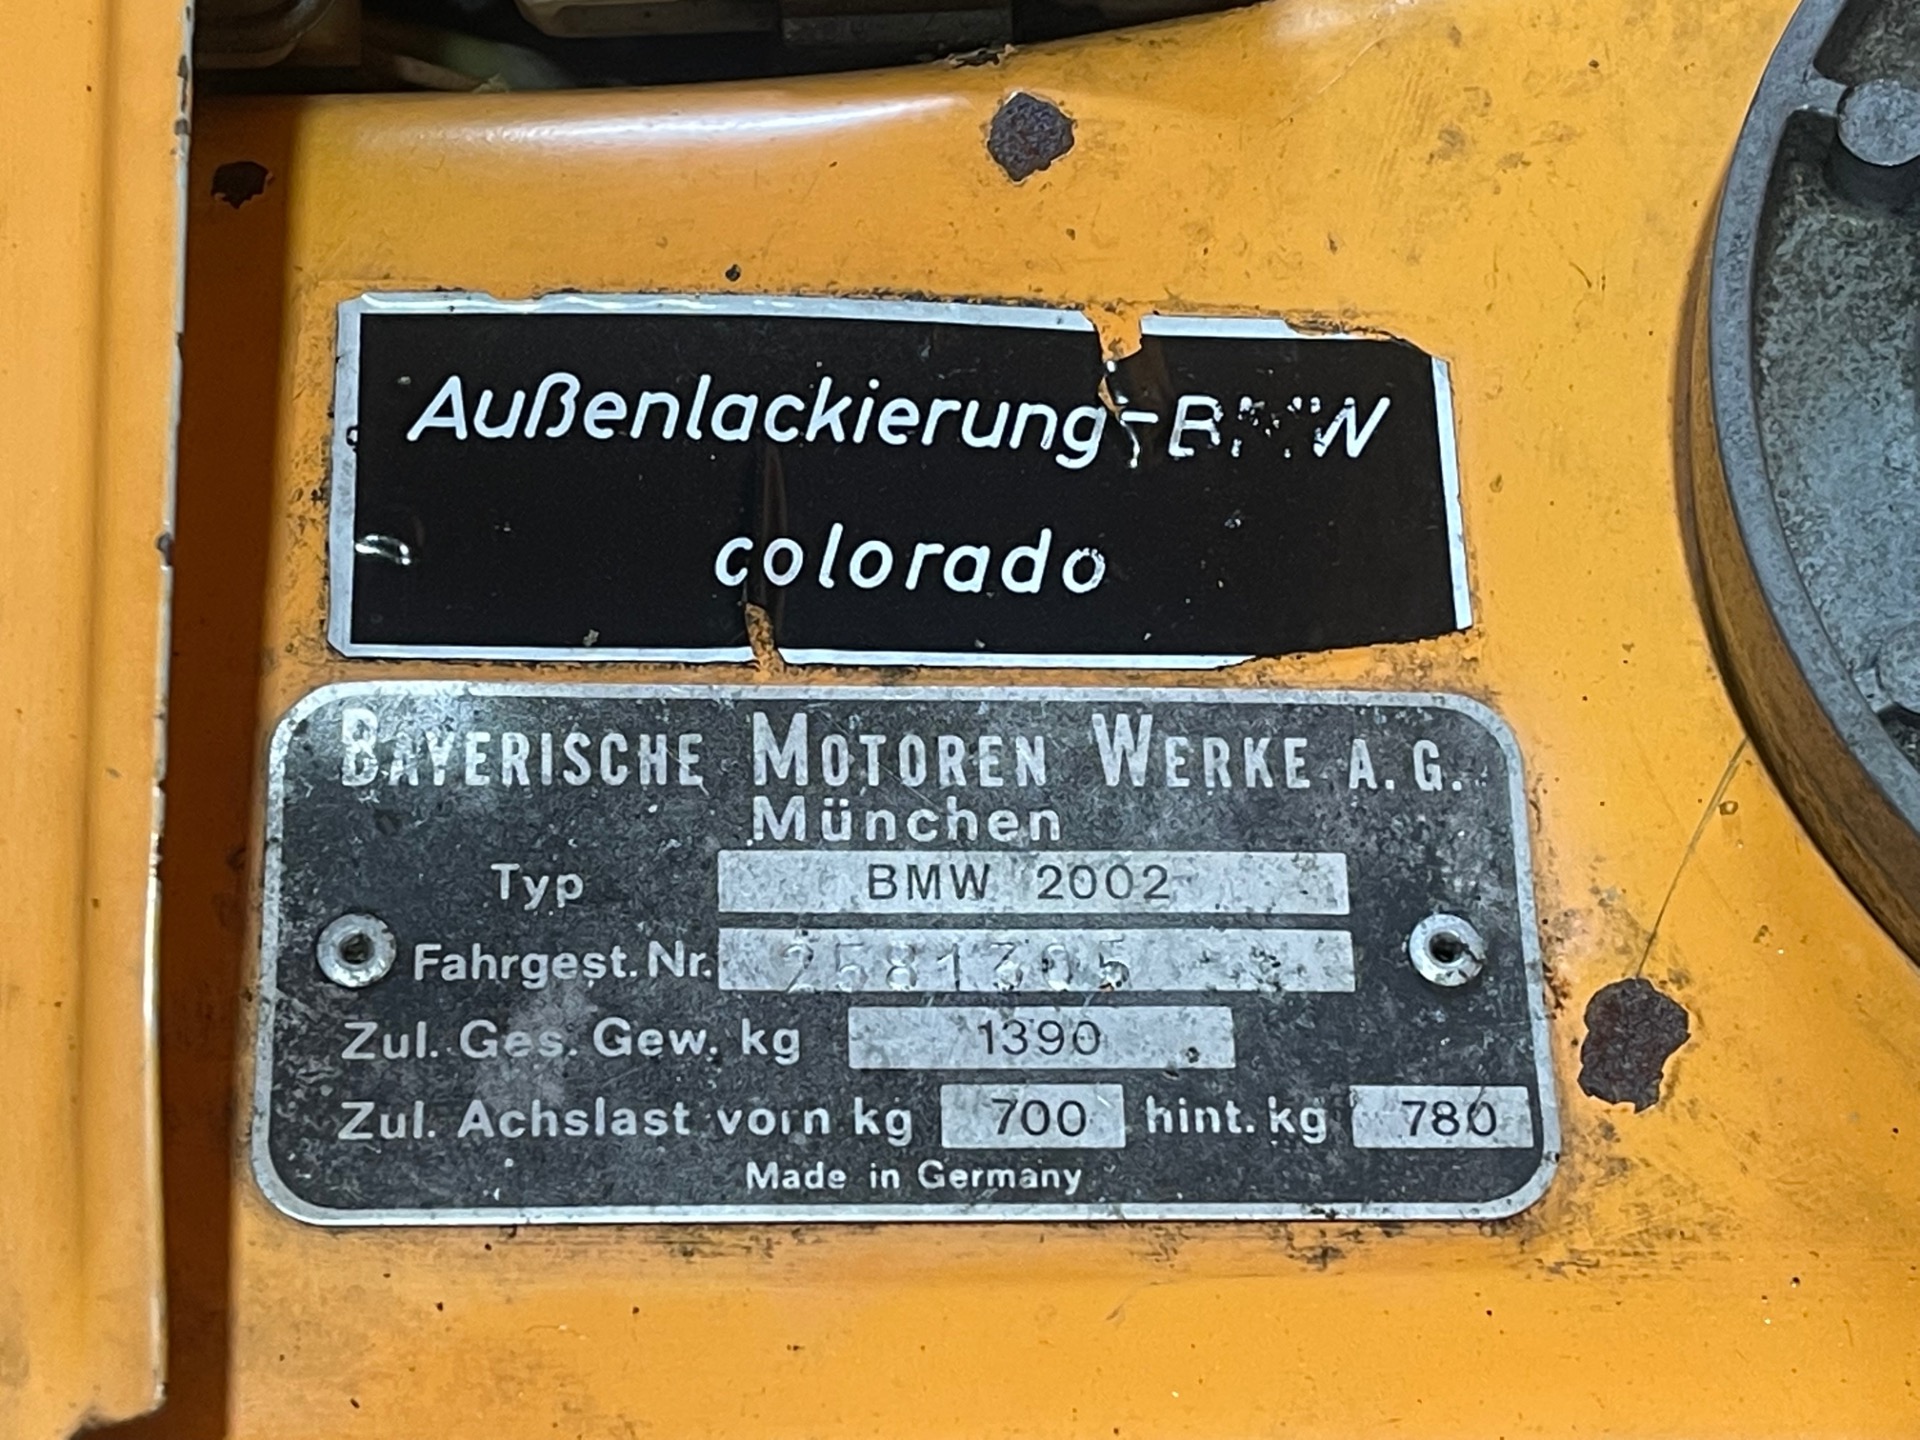 Außenlackierung-BMW
colorado
BAYERISCHE MOTOREN WERKE A.G.
München
Typ BMW 2002
Fahrgest. Nr. 2581305
Zul. Ges. Gew. kg 1390
Zul. Achslast vorn kg 700 hint. kg 780
Made in Germany